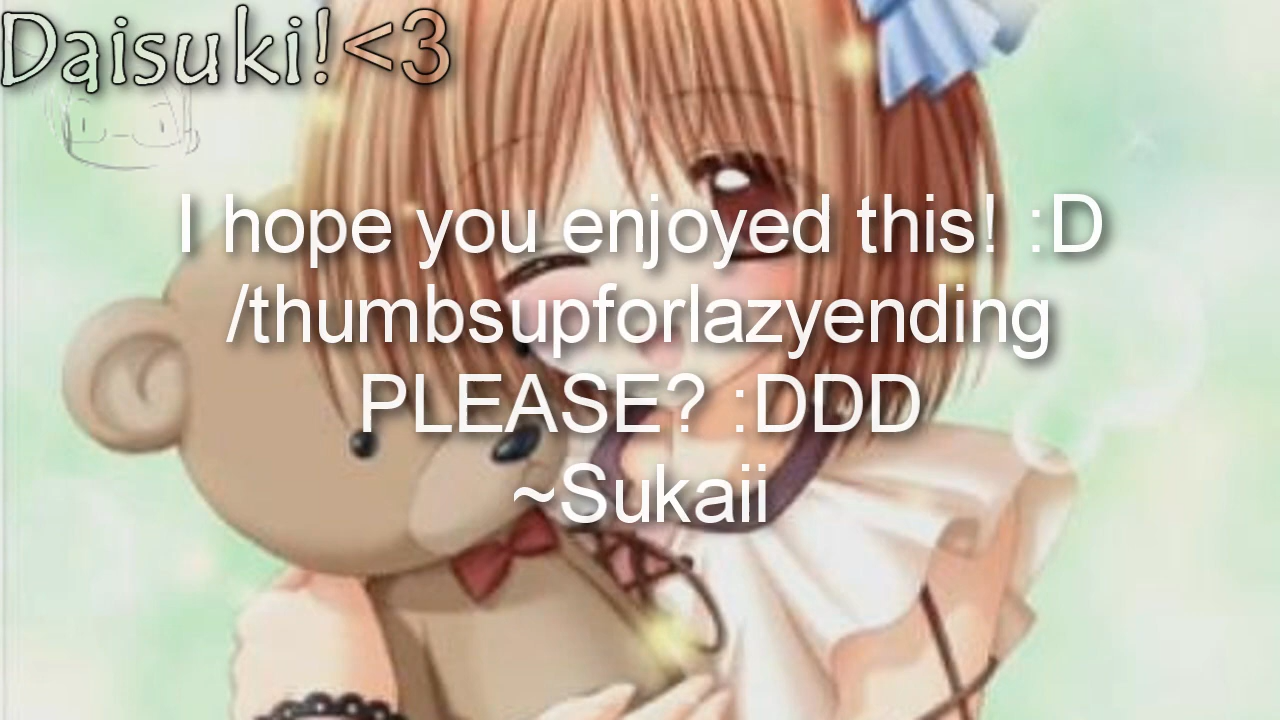 Daisuki!<3
I hope you enjoyed this! :D
/thumbsupforlazyending
PLEASE? :DDD
~Sukaii